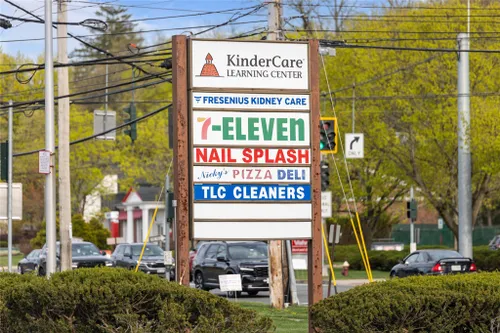 KinderCare
LEARNING CENTER
FRESENIUS KIDNEY CARE
7-ELEVEn
NAIL SPLASH
Nicky's PIZZA DELI
TLC CLEANERS